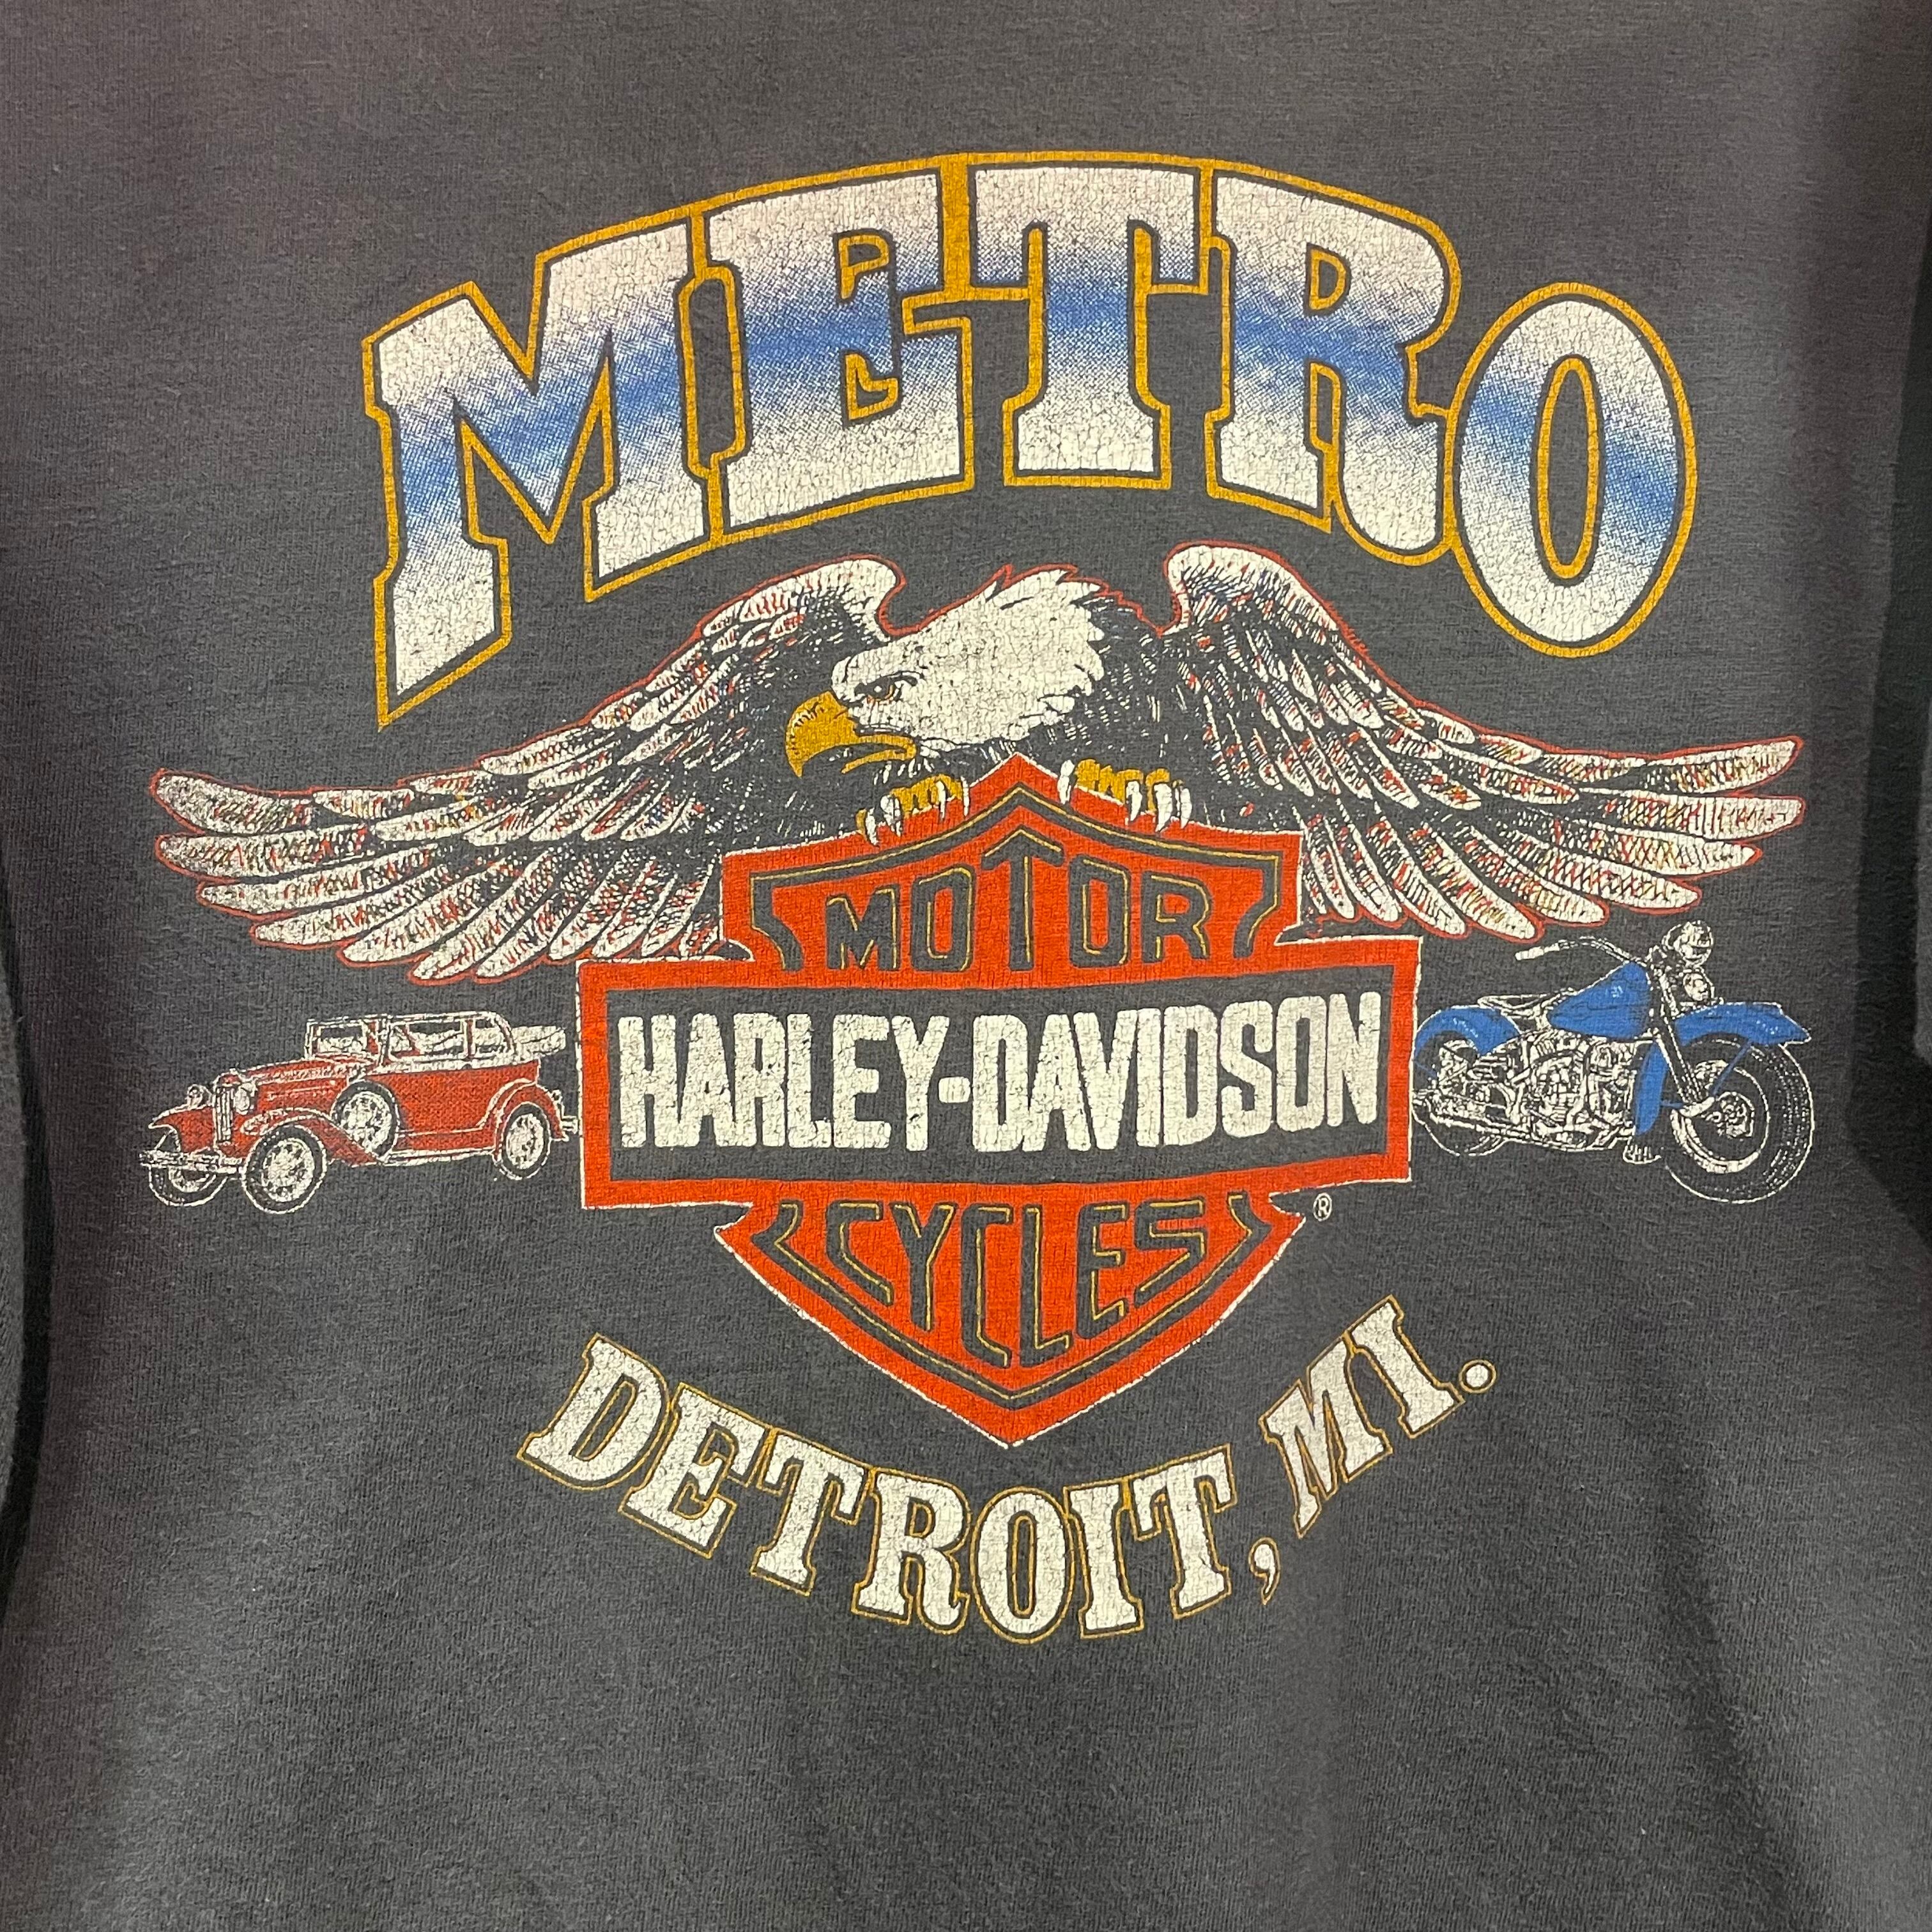 METRO
MOTOR
HARLEY-DAVIDSON
CYCLES
®
DETROIT, MI.